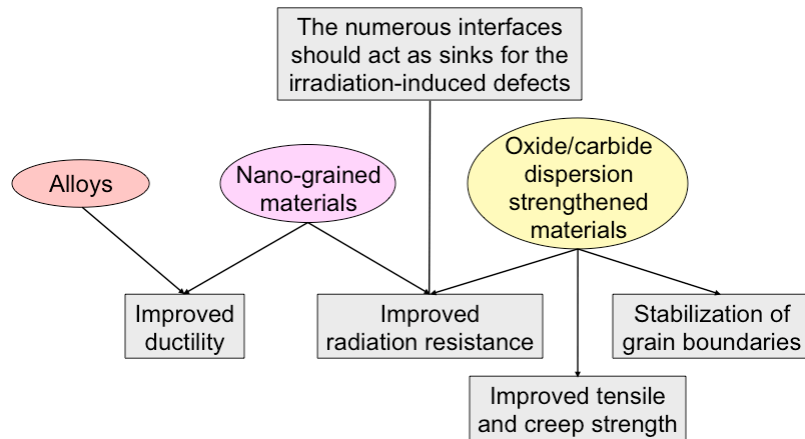 The numerous interfaces
should act as sinks for the
irradiation-induced defects
Alloys
Nano-grained
materials
Oxide/carbide
dispersion
strengthened
materials
Improved
ductility
Improved
radiation resistance
Stabilization of
grain boundaries
Improved tensile
and creep strength